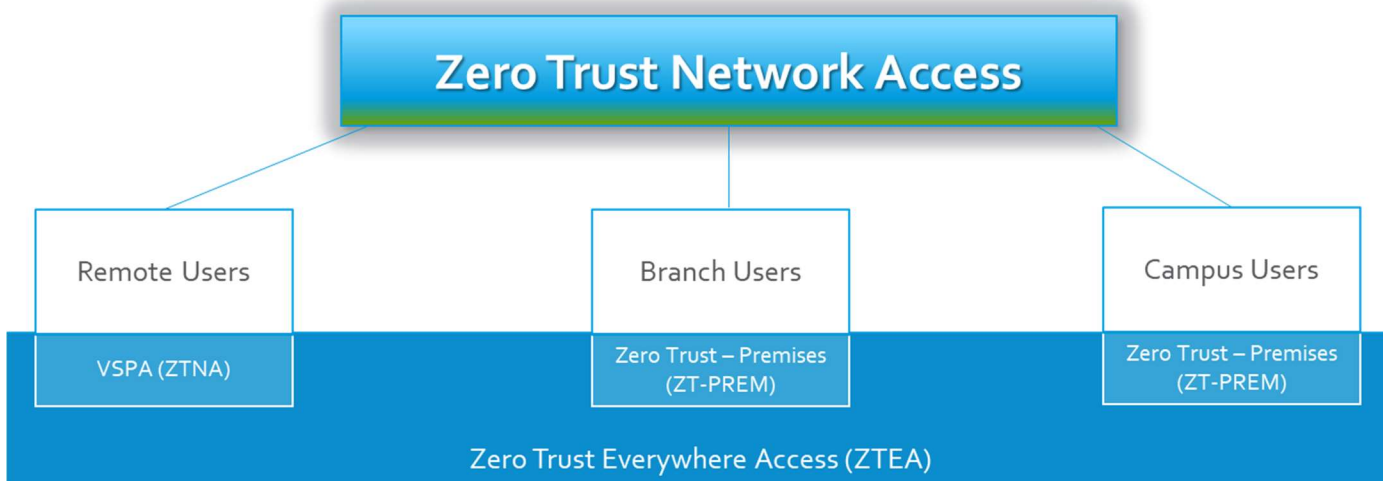 Zero Trust Network Access
Remote Users
Branch Users
Campus Users
VSPA (ZTNA)
Zero Trust – Premises
(ZT-PREM)
Zero Trust – Premises
(ZT-PREM)
Zero Trust Everywhere Access (ZTEA)